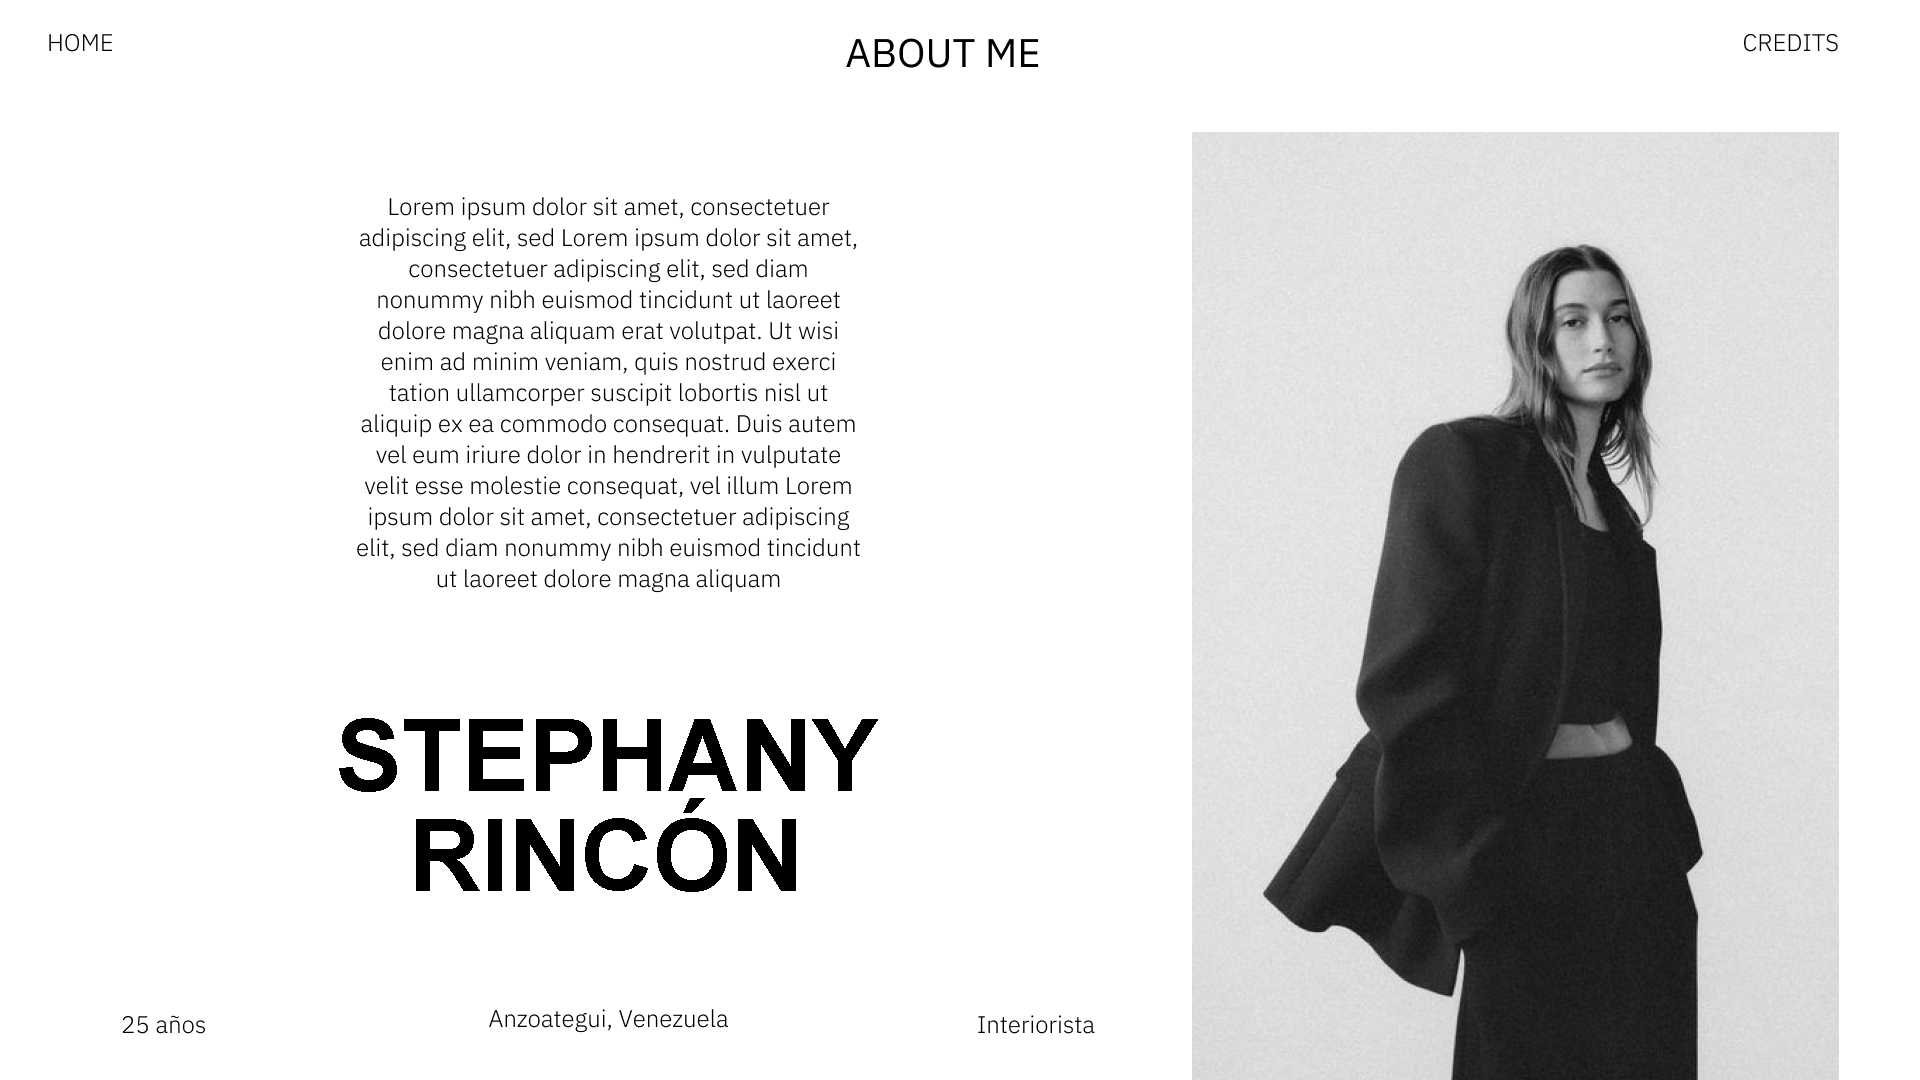 HOME
ABOUT ME
CREDITS
Lorem ipsum dolor sit amet, consectetuer
adipiscing elit, sed Lorem ipsum dolor sit amet,
consectetuer adipiscing elit, sed diam
nonummy nibh euismod tincidunt ut laoreet
dolore magna aliquam erat volutpat. Ut wisi
enim ad minim veniam, quis nostrud exerci
tation ullamcorper suscipit lobortis nisl ut
aliquip ex ea commodo consequat. Duis autem
vel eum iriure dolor in hendrerit in vulputate
velit esse molestie consequat, vel illum Lorem
ipsum dolor sit amet, consectetuer adipiscing
elit, sed diam nonummy nibh euismod tincidunt
ut laoreet dolore magna aliquam
STEPHANY
RINCÓN
25 años
Anzoategui, Venezuela
Interiorista